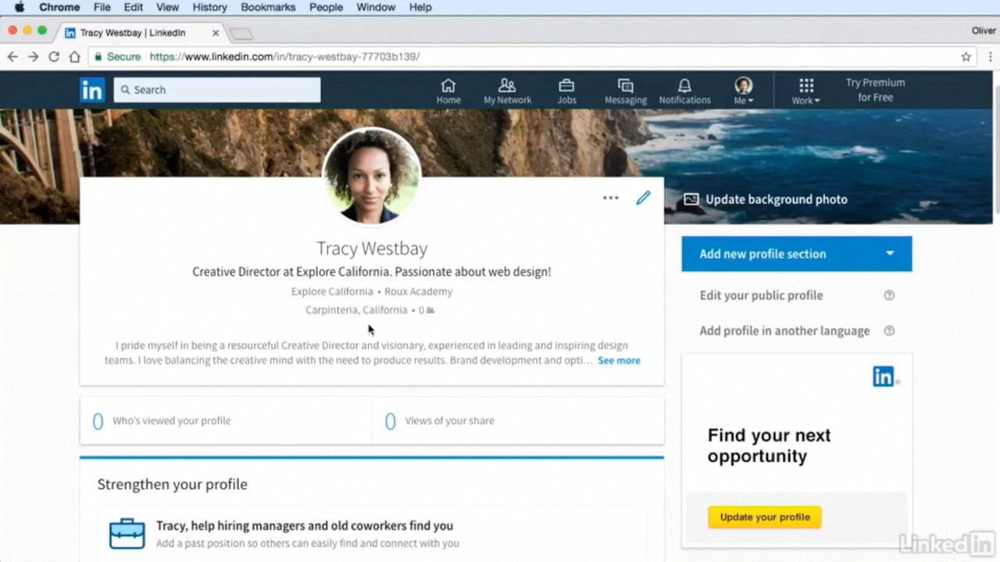 Chrome File Edit View History Bookmarks People Window Help
Tracy Westbay | LinkedIn
Oliver
Secure https://www.linkedin.com/in/tracy-westbay-77703b139/
in
Search
Home
My Network
Jobs
Messaging
Notifications
Me
Work
Try Premium
for Free
Update background photo
Tracy Westbay
Creative Director at Explore California. Passionate about web design!
Explore California • Roux Academy
Carpinteria, California • 0
I pride myself in being a resourceful Creative Director and visionary, experienced in leading and inspiring design
teams. I love balancing the creative mind with the need to produce results. Brand development and opti… See more
0 Who's viewed your profile
0 Views of your share
Strengthen your profile
Tracy, help hiring managers and old coworkers find you
Add a past position so others can easily find and connect with you
Add new profile section
Edit your public profile
Add profile in another language
in
Find your next
opportunity
Update your profile
Linked in